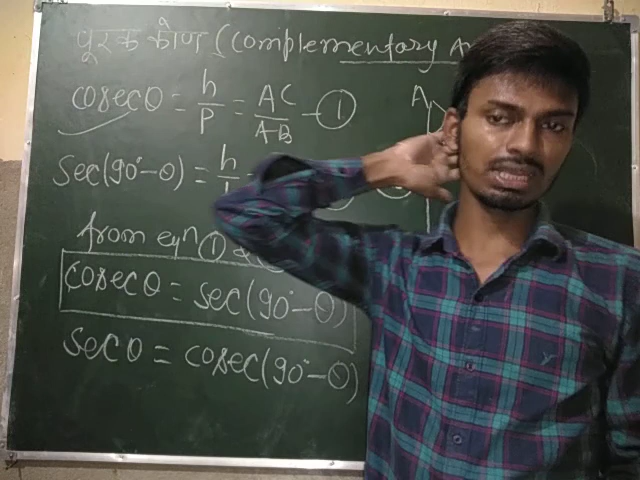 पूरक कोण (Complementary
cosecθ = h/P = AC/AB — ①
A
sec(90°-θ) = h/
from eqⁿ ①
cosecθ = sec(90°-θ)
secθ = cosec(90°-θ)